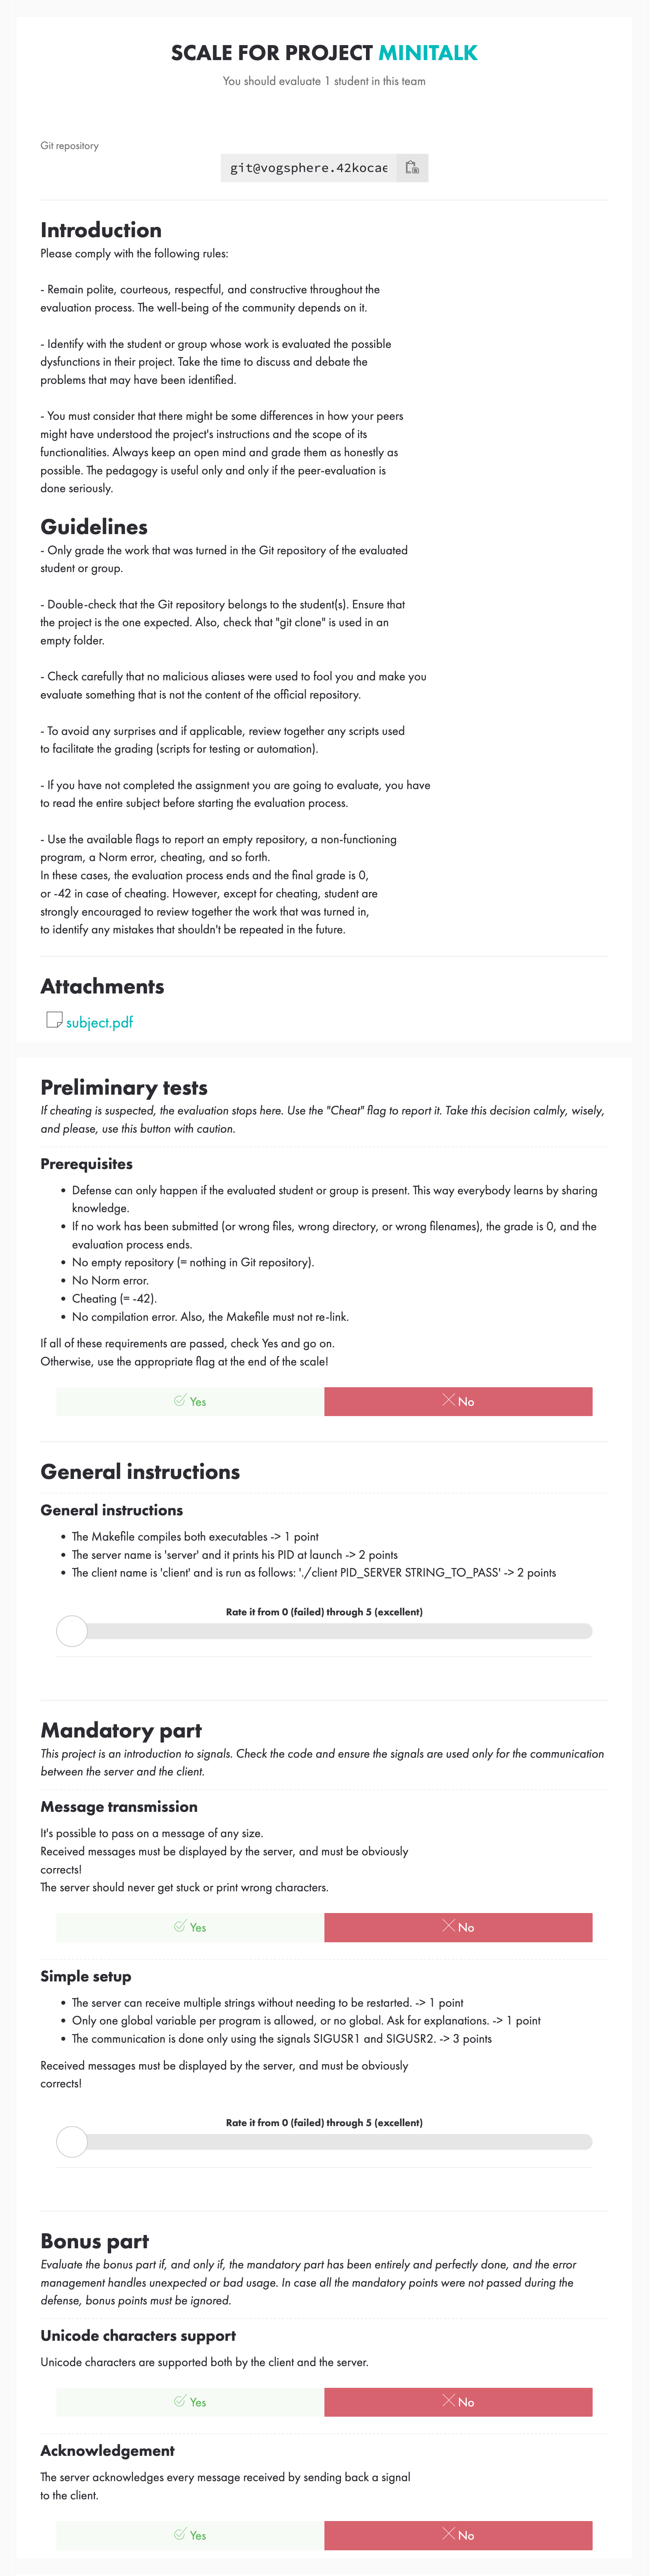 SCALE FOR PROJECT MINITALK
You should evaluate 1 student in this team
Git repository
git@vogsphere.42kocae
Introduction
Please comply with the following rules:
- Remain polite, courteous, respectful, and constructive throughout the
evaluation process. The well-being of the community depends on it.
- Identify with the student or group whose work is evaluated the possible
dysfunctions in their project. Take the time to discuss and debate the
problems that may have been identified.
- You must consider that there might be some differences in how your peers
might have understood the project's instructions and the scope of its
functionalities. Always keep an open mind and grade them as honestly as
possible. The pedagogy is useful only and only if the peer-evaluation is
done seriously.
Guidelines
- Only grade the work that was turned in the Git repository of the evaluated
student or group.
- Double-check that the Git repository belongs to the student(s). Ensure that
the project is the one expected. Also, check that "git clone" is used in an
empty folder.
- Check carefully that no malicious aliases were used to fool you and make you
evaluate something that is not the content of the official repository.
- To avoid any surprises and if applicable, review together any scripts used
to facilitate the grading (scripts for testing or automation).
- If you have not completed the assignment you are going to evaluate, you have
to read the entire subject before starting the evaluation process.
- Use the available flags to report an empty repository, a non-functioning
program, a Norm error, cheating, and so forth.
In these cases, the evaluation process ends and the final grade is 0,
or -42 in case of cheating. However, except for cheating, student are
strongly encouraged to review together the work that was turned in,
to identify any mistakes that shouldn't be repeated in the future.
Attachments
subject.pdf
Preliminary tests
If cheating is suspected, the evaluation stops here. Use the "Cheat" flag to report it. Take this decision calmly, wisely,
and please, use this button with caution.
Prerequisites
• Defense can only happen if the evaluated student or group is present. This way everybody learns by sharing
knowledge.
• If no work has been submitted (or wrong files, wrong directory, or wrong filenames), the grade is 0, and the
evaluation process ends.
• No empty repository (= nothing in Git repository).
• No Norm error.
• Cheating (= -42).
• No compilation error. Also, the Makefile must not re-link.
If all of these requirements are passed, check Yes and go on.
Otherwise, use the appropriate flag at the end of the scale!
Yes No
General instructions
General instructions
• The Makefile compiles both executables -> 1 point
• The server name is 'server' and it prints his PID at launch -> 2 points
• The client name is 'client' and is run as follows: './client PID_SERVER STRING_TO_PASS' -> 2 points
Rate it from 0 (failed) through 5 (excellent)
Mandatory part
This project is an introduction to signals. Check the code and ensure the signals are used only for the communication
between the server and the client.
Message transmission
It's possible to pass on a message of any size.
Received messages must be displayed by the server, and must be obviously
corrects!
The server should never get stuck or print wrong characters.
Yes No
Simple setup
• The server can receive multiple strings without needing to be restarted. -> 1 point
• Only one global variable per program is allowed, or no global. Ask for explanations. -> 1 point
• The communication is done only using the signals SIGUSR1 and SIGUSR2. -> 3 points
Received messages must be displayed by the server, and must be obviously
corrects!
Rate it from 0 (failed) through 5 (excellent)
Bonus part
Evaluate the bonus part if, and only if, the mandatory part has been entirely and perfectly done, and the error
management handles unexpected or bad usage. In case all the mandatory points were not passed during the
defense, bonus points must be ignored.
Unicode characters support
Unicode characters are supported both by the client and the server.
Yes No
Acknowledgement
The server acknowledges every message received by sending back a signal
to the client.
Yes No